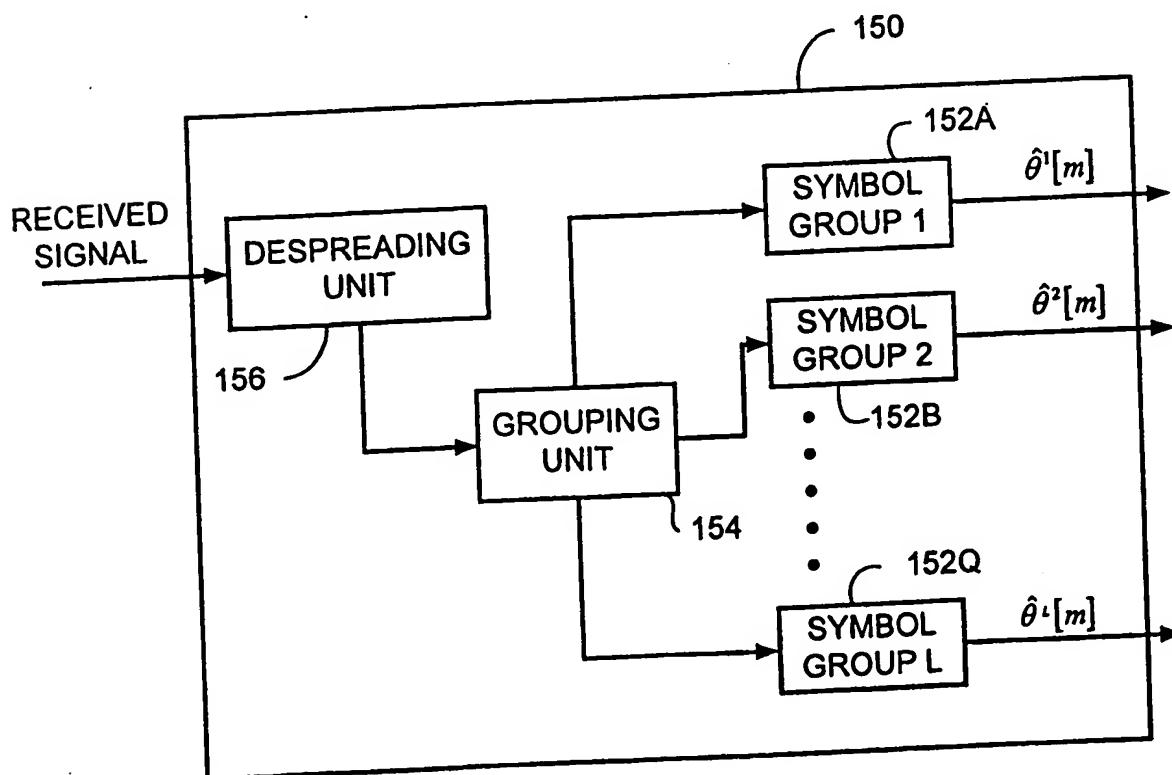 150
152A
SYMBOL
GROUP 1
θ̂¹[m]
RECEIVED
SIGNAL
DESPREADING
UNIT
156
SYMBOL
GROUP 2
θ̂²[m]
152B
GROUPING
UNIT
154
152Q
SYMBOL
GROUP L
θ̂ᴸ[m]